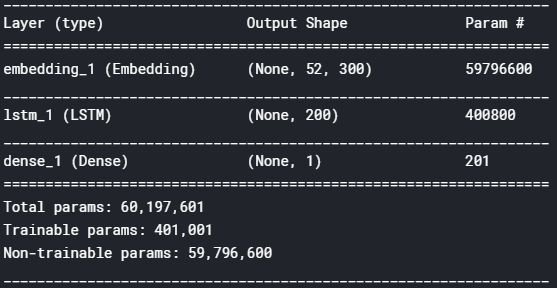 Layer (type) Output Shape Param #
=================================================================
embedding_1 (Embedding) (None, 52, 300) 59796600
_________________________________________________________________
lstm_1 (LSTM) (None, 200) 400800
_________________________________________________________________
dense_1 (Dense) (None, 1) 201
=================================================================
Total params: 60,197,601
Trainable params: 401,001
Non-trainable params: 59,796,600
_________________________________________________________________